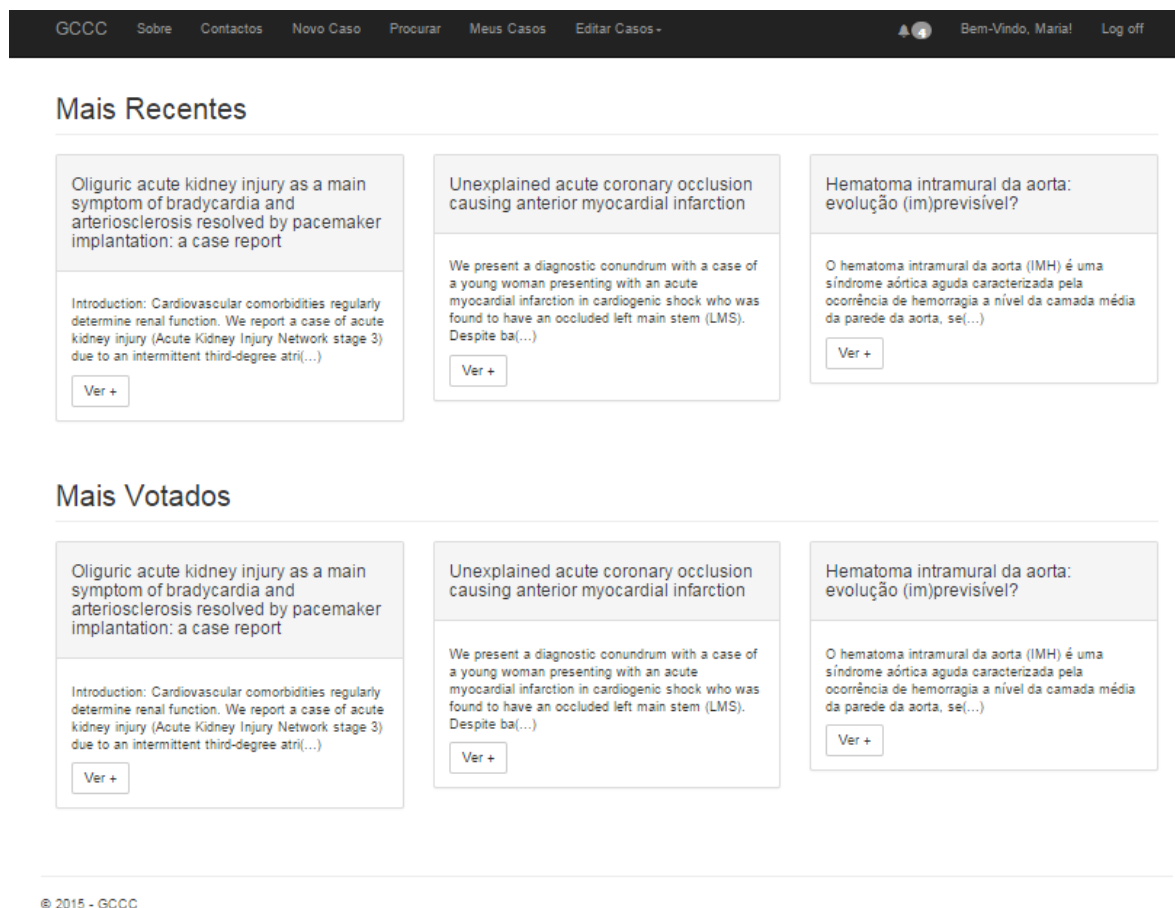 GCCC Sobre Contactos Novo Caso Procurar Meus Casos Editar Casos 4 Bem-Vindo, Maria! Log off
Mais Recentes
Oliguric acute kidney injury as a main
symptom of bradycardia and
arteriosclerosis resolved by pacemaker
implantation: a case report
Introduction: Cardiovascular comorbidities regularly
determine renal function. We report a case of acute
kidney injury (Acute Kidney Injury Network stage 3)
due to an intermittent third-degree atri(...)
Ver +
Unexplained acute coronary occlusion
causing anterior myocardial infarction
We present a diagnostic conundrum with a case of
a young woman presenting with an acute
myocardial infarction in cardiogenic shock who was
found to have an occluded left main stem (LMS).
Despite ba(...)
Ver +
Hematoma intramural da aorta:
evolução (im)previsível?
O hematoma intramural da aorta (IMH) é uma
síndrome aórtica aguda caracterizada pela
ocorrência de hemorragia a nível da camada média
da parede da aorta, se(...)
Ver +
Mais Votados
Oliguric acute kidney injury as a main
symptom of bradycardia and
arteriosclerosis resolved by pacemaker
implantation: a case report
Introduction: Cardiovascular comorbidities regularly
determine renal function. We report a case of acute
kidney injury (Acute Kidney Injury Network stage 3)
due to an intermittent third-degree atri(...)
Ver +
Unexplained acute coronary occlusion
causing anterior myocardial infarction
We present a diagnostic conundrum with a case of
a young woman presenting with an acute
myocardial infarction in cardiogenic shock who was
found to have an occluded left main stem (LMS).
Despite ba(...)
Ver +
Hematoma intramural da aorta:
evolução (im)previsível?
O hematoma intramural da aorta (IMH) é uma
síndrome aórtica aguda caracterizada pela
ocorrência de hemorragia a nível da camada média
da parede da aorta, se(...)
Ver +
© 2015 - GCCC